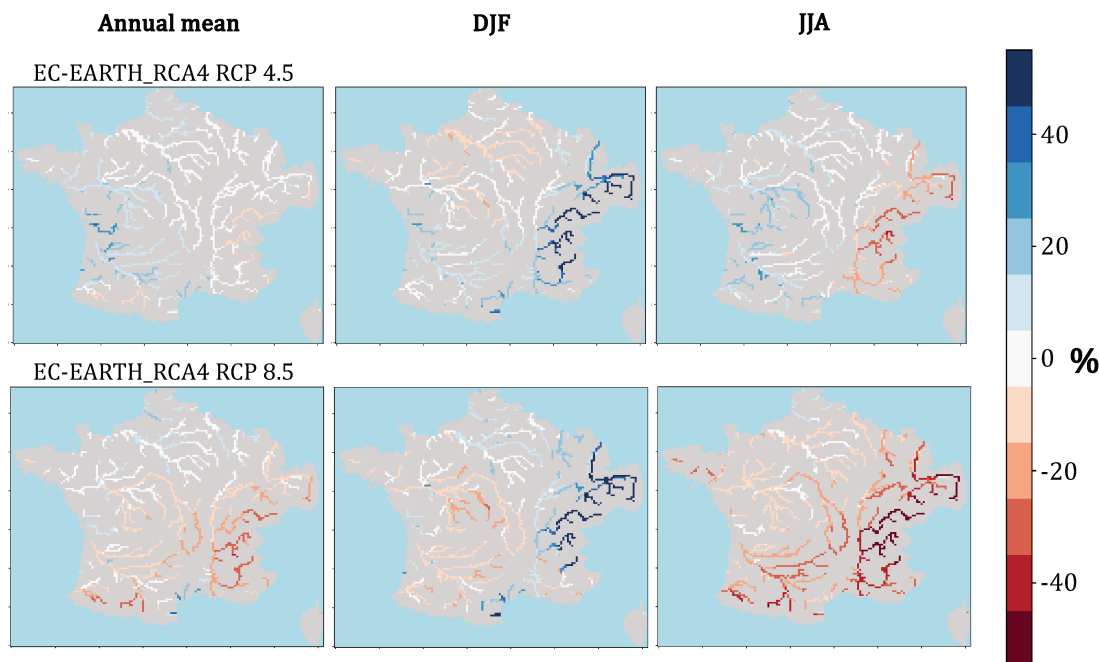 Annual mean DJF JJA
EC-EARTH_RCA4 RCP 4.5
40
20
0 %
EC-EARTH_RCA4 RCP 8.5
-20
-40